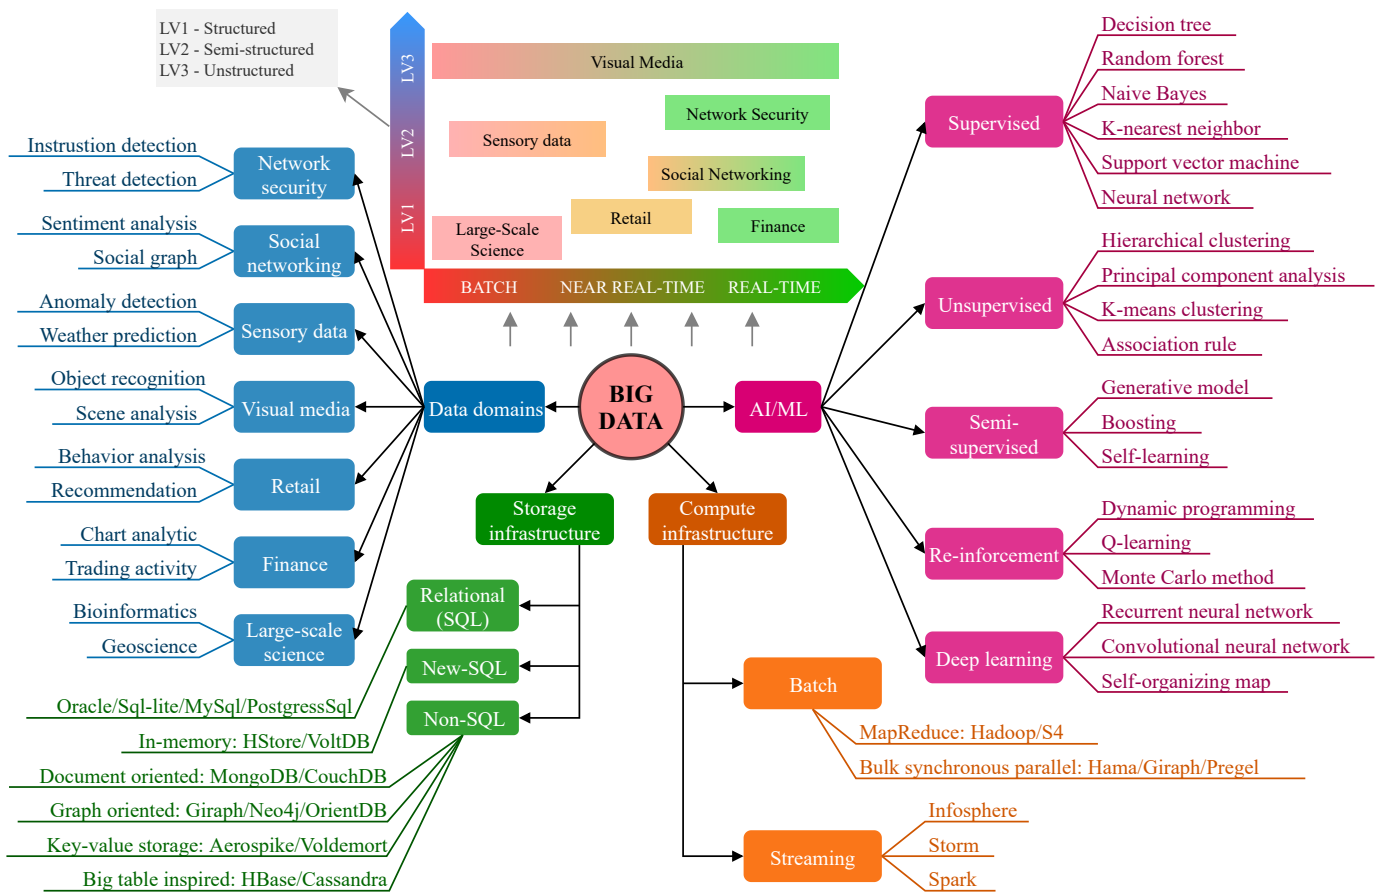 LV1 - Structured
LV2 - Semi-structured
LV3 - Unstructured
LV3
LV2
LV1
Visual Media
Network Security
Sensory data
Social Networking
Retail
Large-Scale
Science
Finance
BATCH
NEAR REAL-TIME
REAL-TIME
BIG
DATA
Data domains
Network
security
Instrustion detection
Threat detection
Social
networking
Sentiment analysis
Social graph
Sensory data
Anomaly detection
Weather prediction
Visual media
Object recognition
Scene analysis
Retail
Behavior analysis
Recommendation
Finance
Chart analytic
Trading activity
Large-scale
science
Bioinformatics
Geoscience
AI/ML
Supervised
Decision tree
Random forest
Naive Bayes
K-nearest neighbor
Support vector machine
Neural network
Unsupervised
Hierarchical clustering
Principal component analysis
K-means clustering
Association rule
Semi-
supervised
Generative model
Boosting
Self-learning
Re-inforcement
Dynamic programming
Q-learning
Monte Carlo method
Deep learning
Recurrent neural network
Convolutional neural network
Self-organizing map
Storage
infrastructure
Relational
(SQL)
Oracle/Sql-lite/MySql/PostgressSql
New-SQL
In-memory: HStore/VoltDB
Non-SQL
Document oriented: MongoDB/CouchDB
Graph oriented: Giraph/Neo4j/OrientDB
Key-value storage: Aerospike/Voldemort
Big table inspired: HBase/Cassandra
Compute
infrastructure
Batch
MapReduce: Hadoop/S4
Bulk synchronous parallel: Hama/Giraph/Pregel
Streaming
Infosphere
Storm
Spark